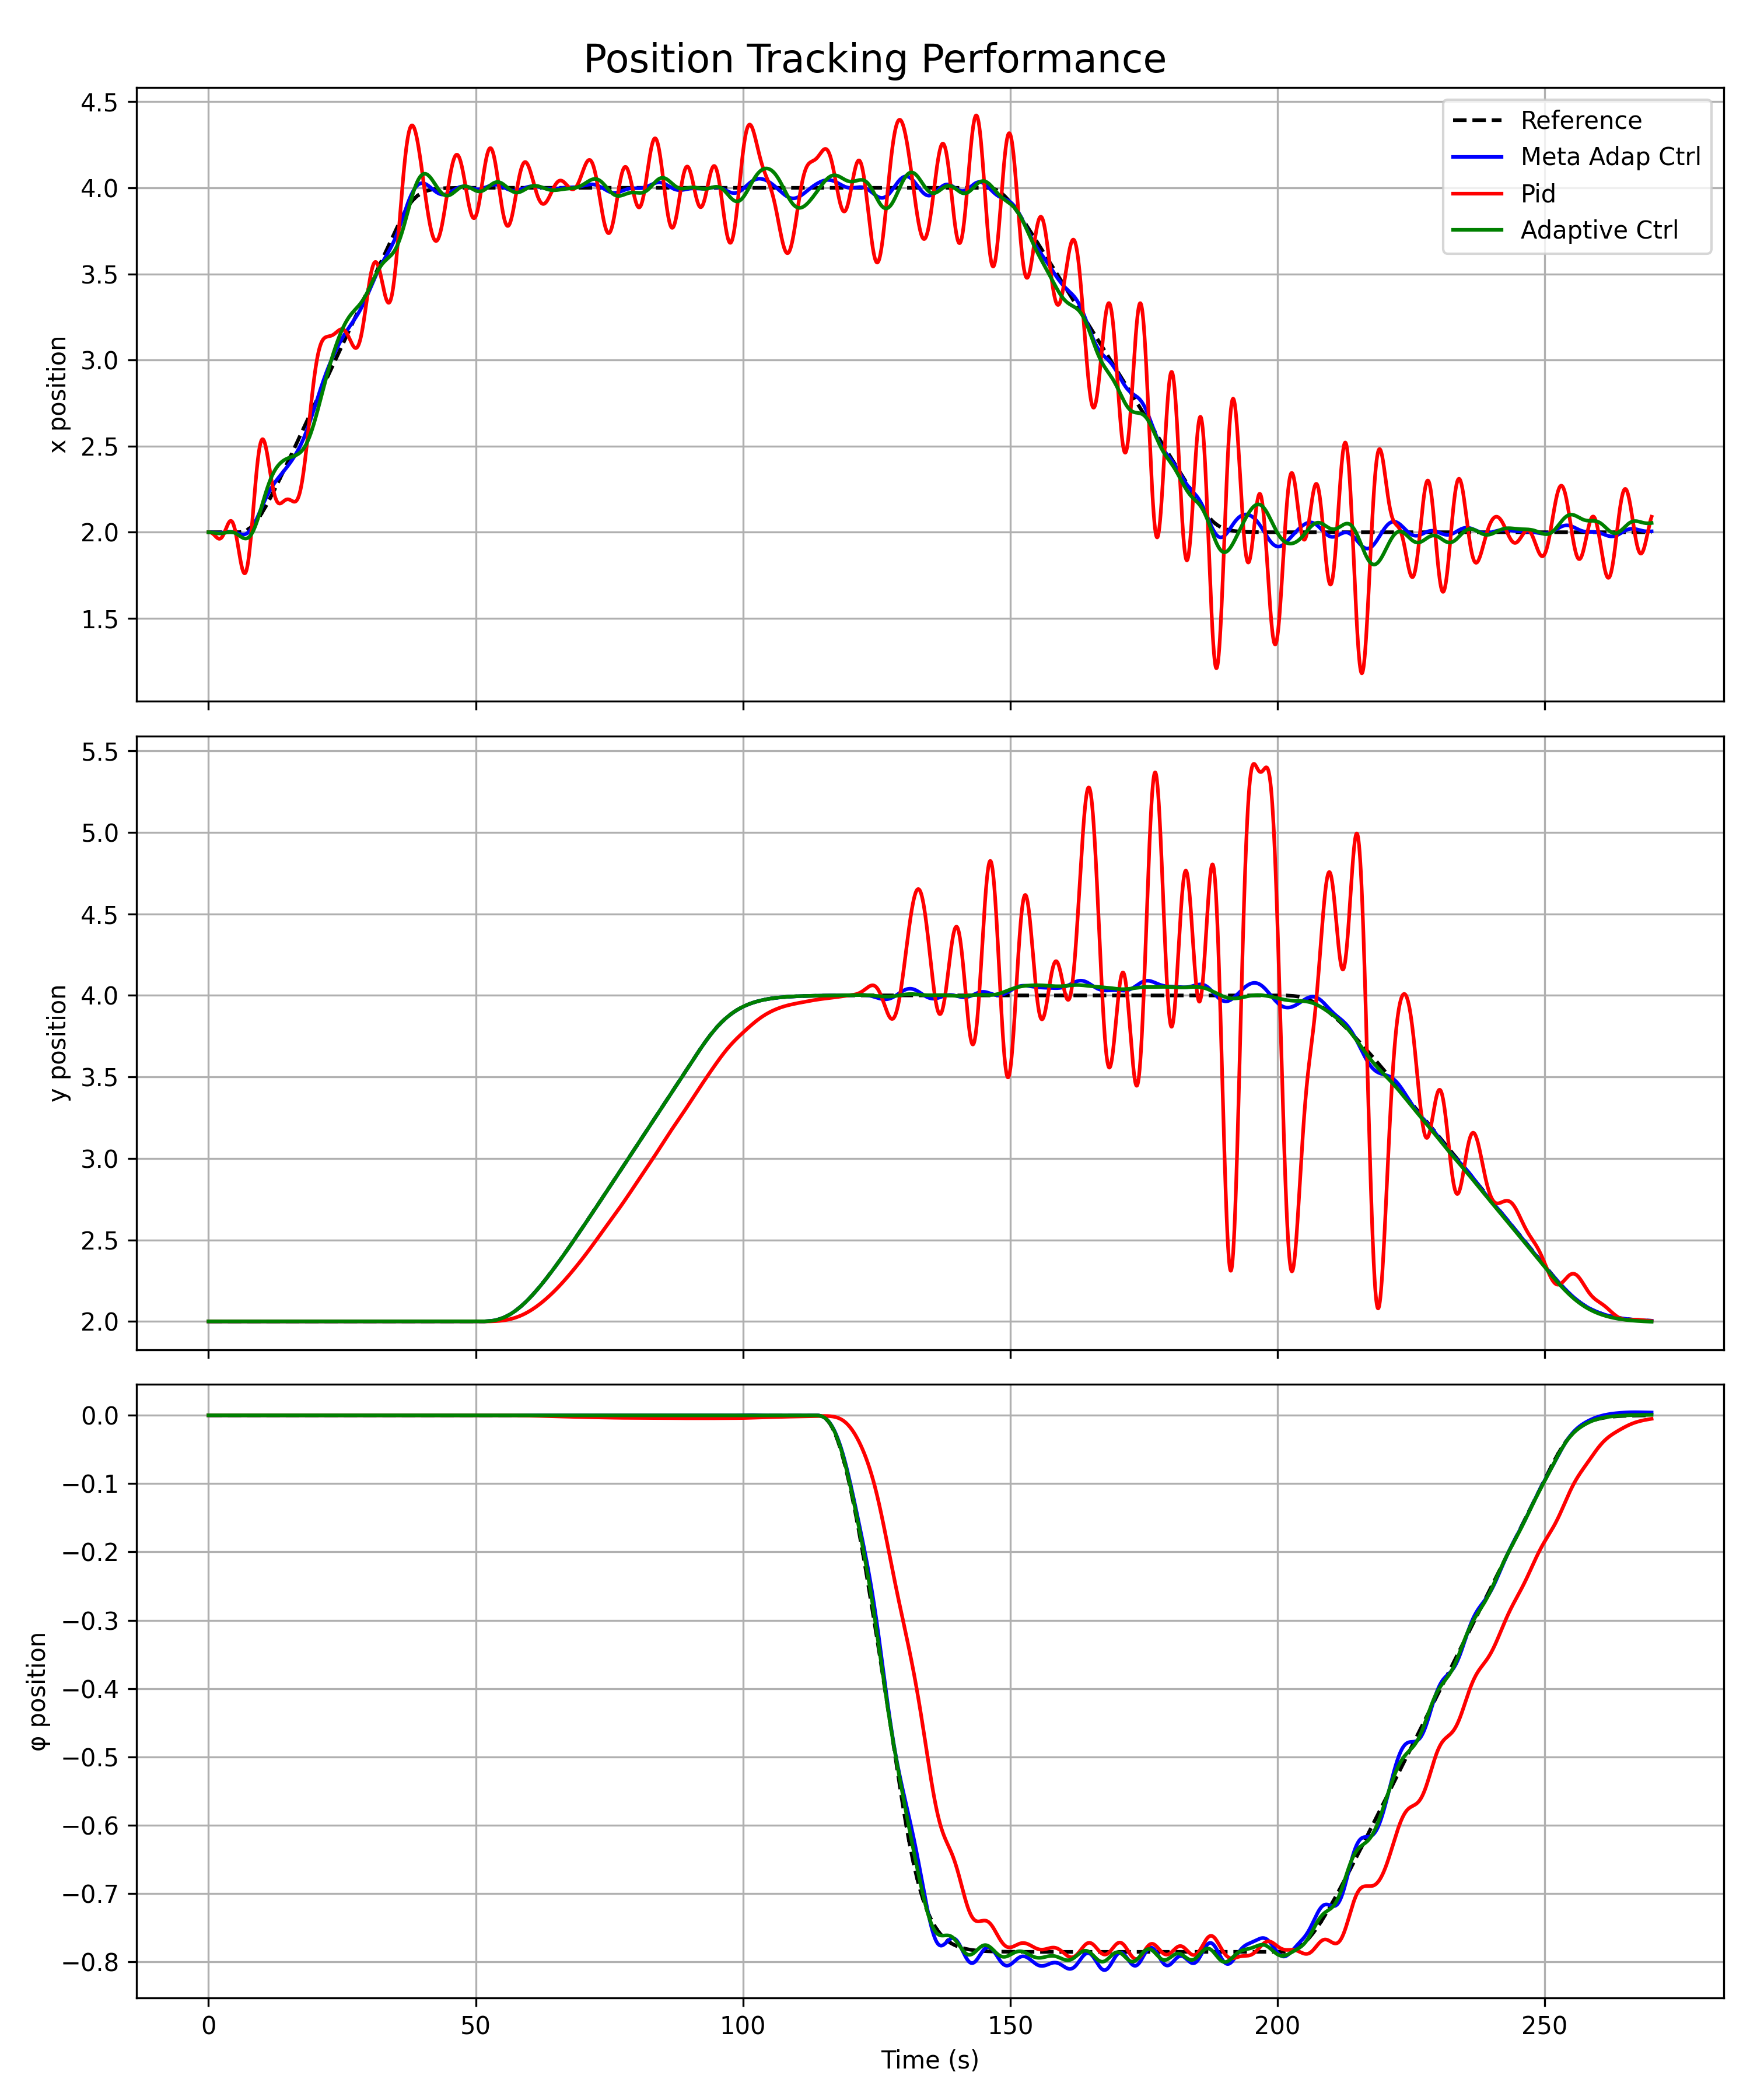 Position Tracking Performance
4.5
4.0
3.5
3.0
2.5
2.0
1.5
x position
Reference
Meta Adap Ctrl
Pid
Adaptive Ctrl
5.5
5.0
4.5
4.0
3.5
3.0
2.5
2.0
y position
0.0
−0.1
−0.2
−0.3
−0.4
−0.5
−0.6
−0.7
−0.8
φ position
0 50 100 150 200 250
Time (s)